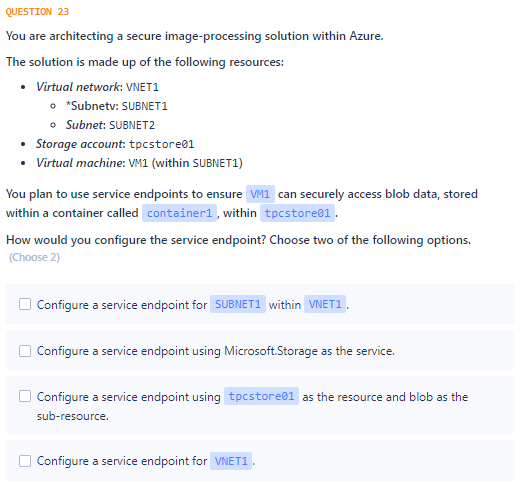 QUESTION 23
You are architecting a secure image-processing solution within Azure.
The solution is made up of the following resources:
• Virtual network: VNET1
◦ *Subnetv: SUBNET1
◦ Subnet: SUBNET2
• Storage account: tpcstore01
• Virtual machine: VM1 (within SUBNET1)
You plan to use service endpoints to ensure VM1 can securely access blob data, stored
within a container called container1, within tpcstore01.
How would you configure the service endpoint? Choose two of the following options.
(Choose 2)
Configure a service endpoint for SUBNET1 within VNET1.
Configure a service endpoint using Microsoft.Storage as the service.
Configure a service endpoint using tpcstore01 as the resource and blob as the
sub-resource.
Configure a service endpoint for VNET1.